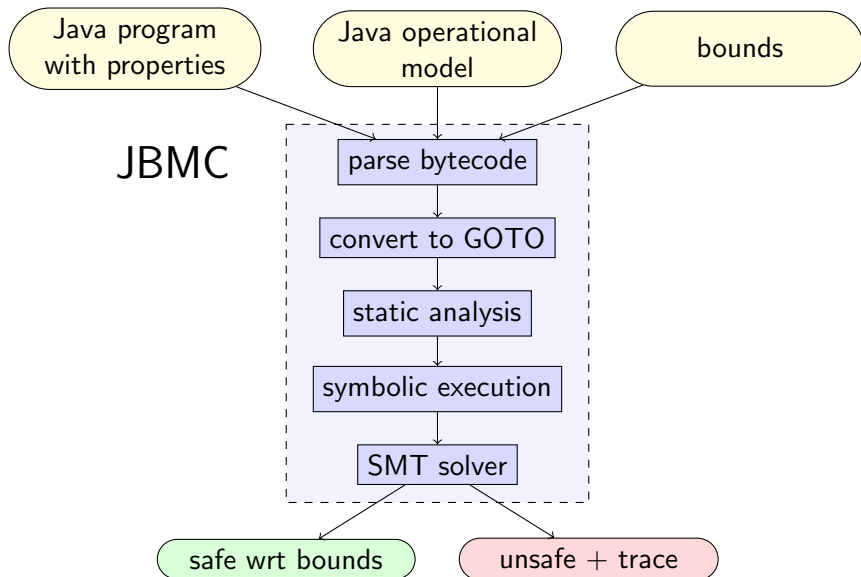 Java program
with properties
Java operational
model
bounds
JBMC
parse bytecode
convert to GOTO
static analysis
symbolic execution
SMT solver
safe wrt bounds
unsafe + trace